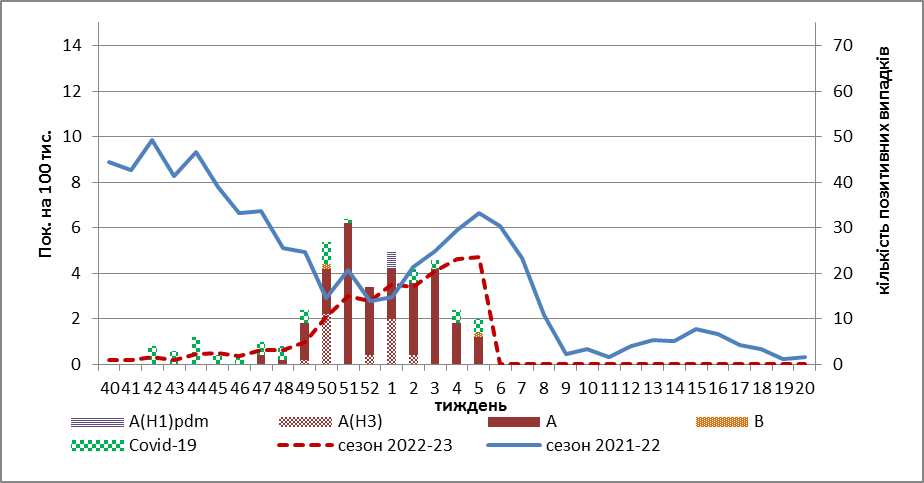 14
12
10
8
6
4
2
0
Пок. на 100 тис.
70
60
50
40
30
20
10
0
кількість позитивних випадків
40 41 42 43 44 45 46 47 48 49 50 51 52 1 2 3 4 5 6 7 8 9 10 11 12 13 14 15 16 17 18 19 20
тиждень
A(H1)pdm A(H3) A B
Covid-19 сезон 2022-23 сезон 2021-22